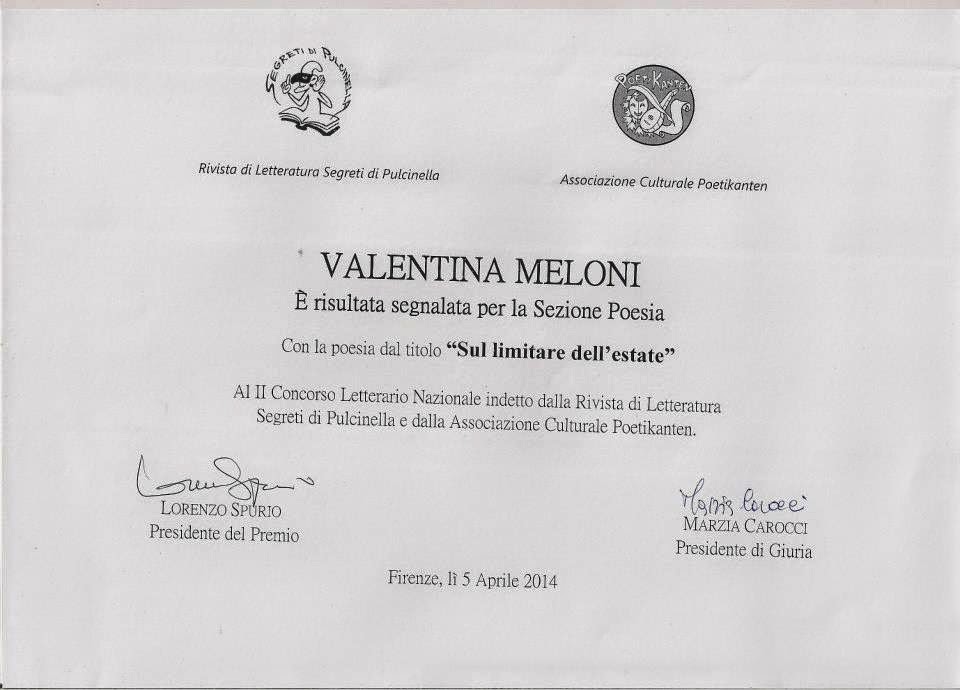 SEGRETI DI PULCINELLA
POETIKANTEN
Rivista di Letteratura Segreti di Pulcinella
Associazione Culturale Poetikanten
VALENTINA MELONI
È risultata segnalata per la Sezione Poesia
Con la poesia dal titolo “Sul limitare dell’estate”
Al II Concorso Letterario Nazionale indetto dalla Rivista di Letteratura
Segreti di Pulcinella e dalla Associazione Culturale Poetikanten.
Marzia Carocci
LORENZO SPURIO
MARZIA CAROCCI
Presidente del Premio
Presidente di Giuria
Firenze, lì 5 Aprile 2014